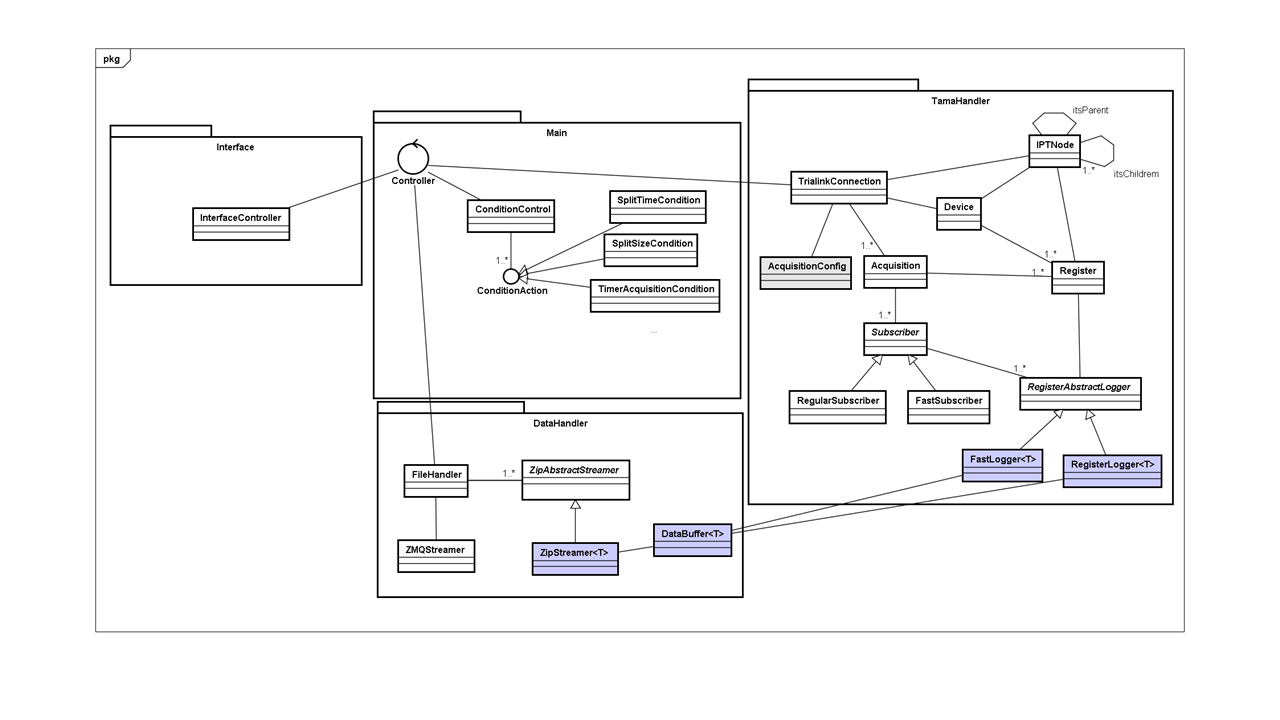 pkg
Interface
InterfaceController
Main
Controller
ConditionControl
1..*
ConditionAction
SplitTimeCondition
SplitSizeCondition
TimerAcquisitionCondition
...
TamaHandler
itsParent
IPTNode
1..*
itsChildrem
TrialinkConnection
Device
AcquisitionConfig
1..*
Acquisition
1..*
1..*
Register
1..*
Subscriber
1..*
RegisterAbstractLogger
RegularSubscriber
FastSubscriber
FastLogger<T>
RegisterLogger<T>
DataHandler
FileHandler
1..*
ZipAbstractStreamer
ZMQStreamer
ZipStreamer<T>
DataBuffer<T>